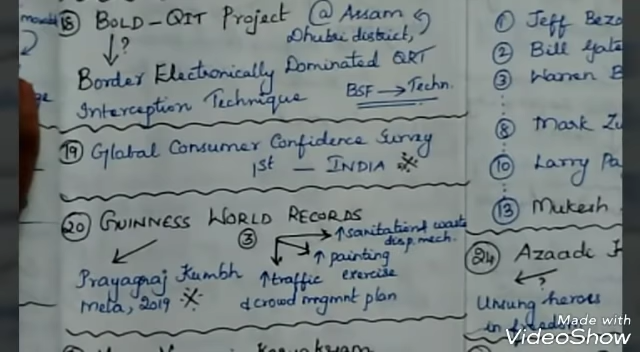 18 BOLD-QIT Project @ Assam
Dhubri district,
?
Border Electronically Dominated QRT
Interception Technique BSF → Techn.
19 Global Consumer Confidence Survey
1st — INDIA
20 GUINNESS WORLD RECORDS
3 ↑ sanitation & waste
disp. mech.
↑ painting
exercise
↑ traffic
& crowd mngmnt plan
Prayagraj Kumbh
Mela, 2019
1 Jeff Bezo
2 Bill Gate
3 Warren B
8 Mark Zu
10 Larry Pa
13 Mukesh
24 Azaadi
?
Unsung heroes
in
Made with
VideoShow